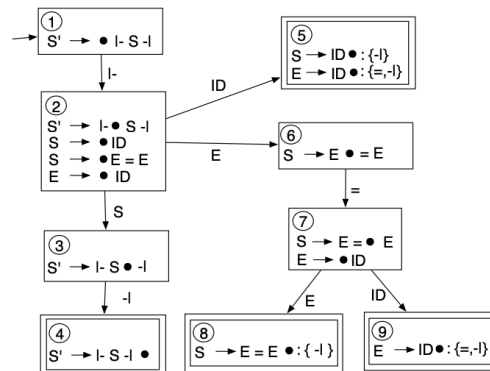 1
S' → ● |- S -|
|-
2
S' → |- ● S -|
S → ● ID
S → ● E = E
E → ● ID
ID
5
S → ID ● : {-|}
E → ID ● : {=,-|}
E
6
S → E ● = E
=
7
S → E = ● E
E → ● ID
S
3
S' → |- S ● -|
-|
4
S' → |- S -| ●
E
8
S → E = E ● : { -| }
ID
9
E → ID ● : {=,-|}